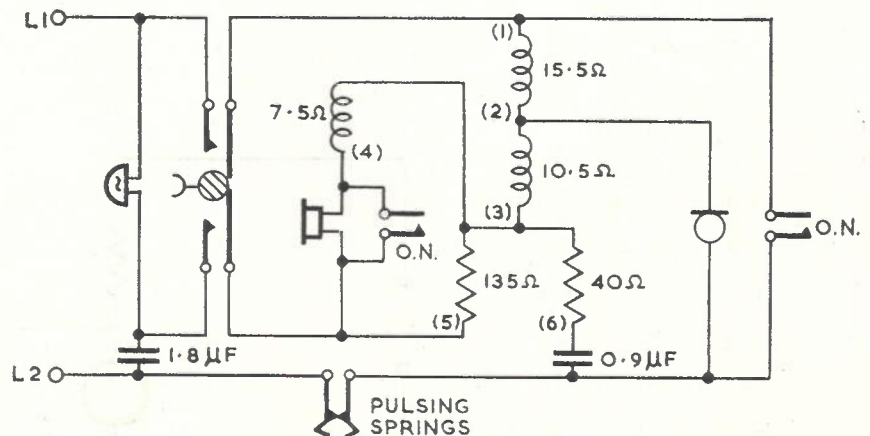 L1
(1)
15·5Ω
7·5Ω
(2)
(4)
10·5Ω
(3)
O.N.
O.N.
135Ω
40Ω
(5)
(6)
1·8µF
0·9µF
L2
PULSING
SPRINGS